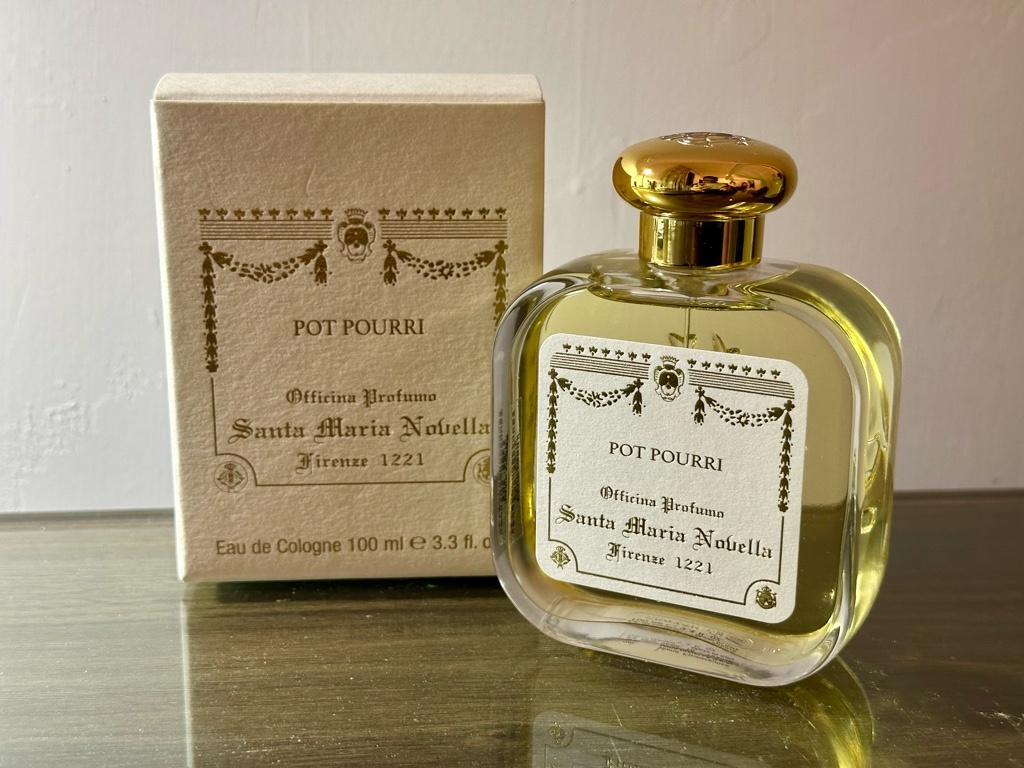 POT POURRI
Officina Profumo
Santa Maria Novella
Firenze 1221
Eau de Cologne 100 ml ℮ 3.3 fl.
POT POURRI
Officina Profumo
Santa Maria Novella
Firenze 1221